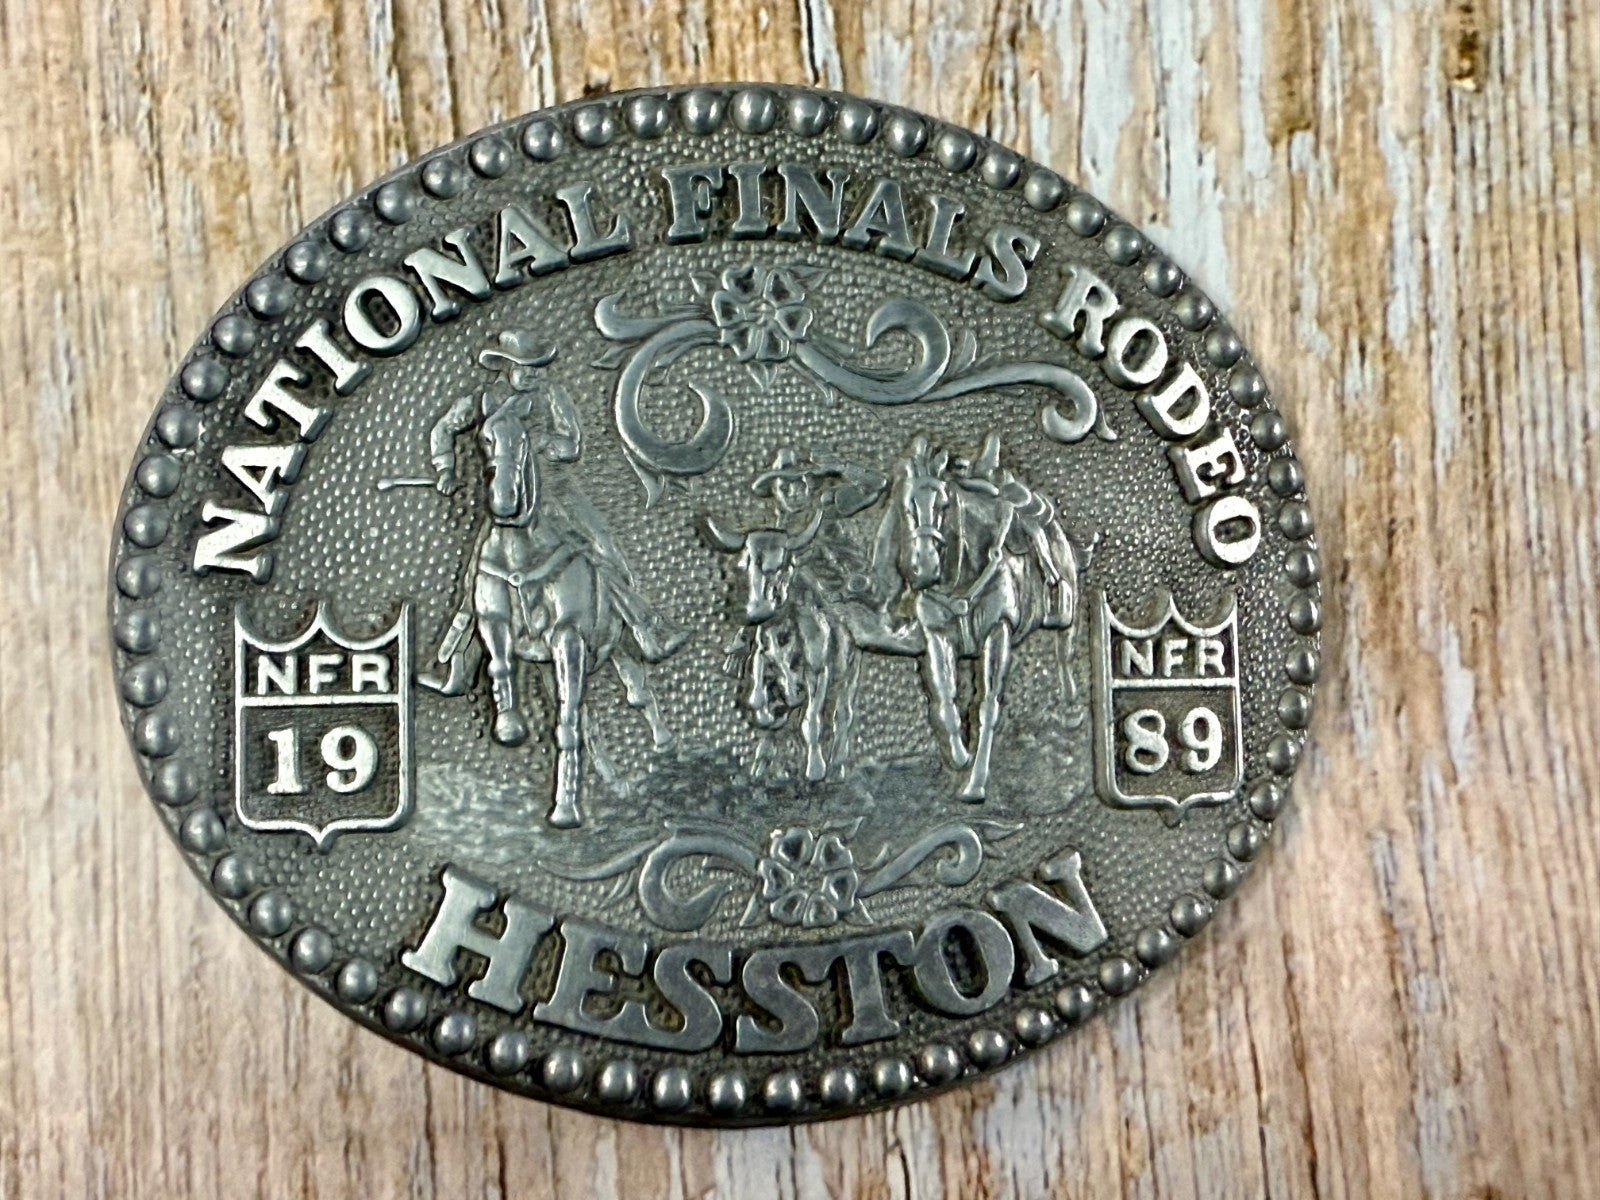 NATIONAL FINALS RODEO
NFR
19
NFR
89
HESSTON